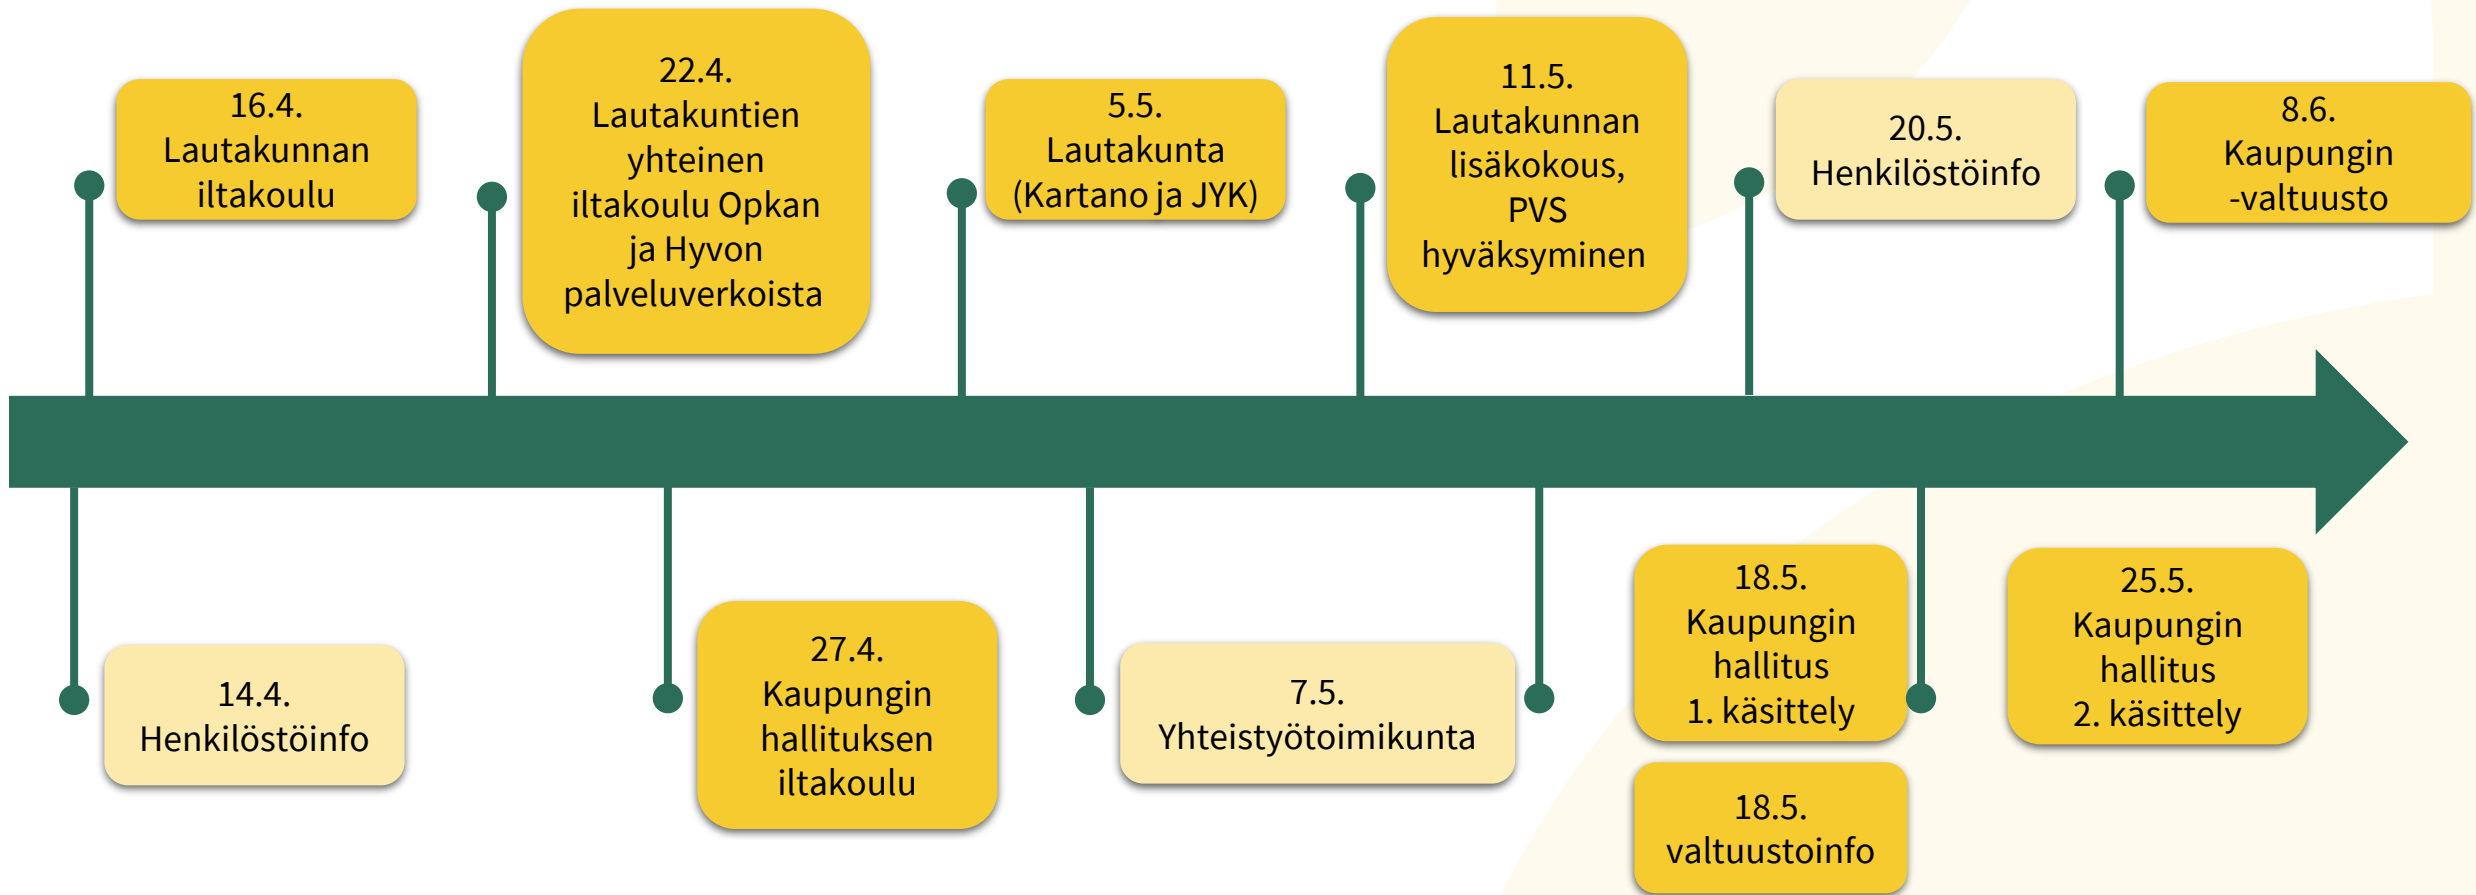 16.4.
Lautakunnan
iltakoulu
22.4.
Lautakuntien
yhteinen
iltakoulu Opkan
ja Hyvon
palveluverkoista
5.5.
Lautakunta
(Kartano ja JYK)
11.5.
Lautakunnan
lisäkokous,
PVS
hyväksyminen
20.5.
Henkilöstöinfo
8.6.
Kaupungin
-valtuusto
14.4.
Henkilöstöinfo
27.4.
Kaupungin
hallituksen
iltakoulu
7.5.
Yhteistyötoimikunta
18.5.
Kaupungin
hallitus
1. käsittely
18.5.
valtuustoinfo
25.5.
Kaupungin
hallitus
2. käsittely